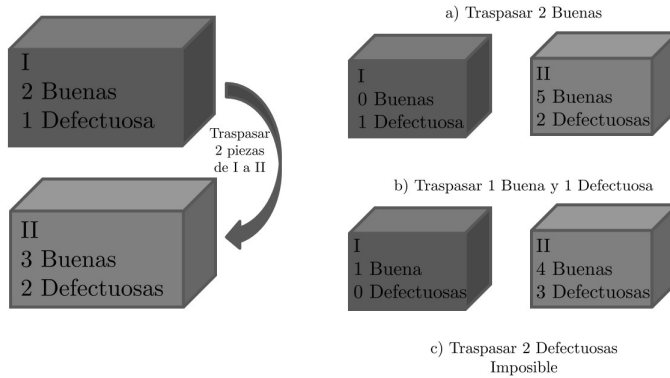 I
2 Buenas
1 Defectuosa
Traspasar
2 piezas
de I a II
II
3 Buenas
2 Defectuosas
a) Traspasar 2 Buenas
I
0 Buenas
1 Defectuosa
II
5 Buenas
2 Defectuosas
b) Traspasar 1 Buena y 1 Defectuosa
I
1 Buena
0 Defectuosas
II
4 Buenas
3 Defectuosas
c) Traspasar 2 Defectuosas
Imposible